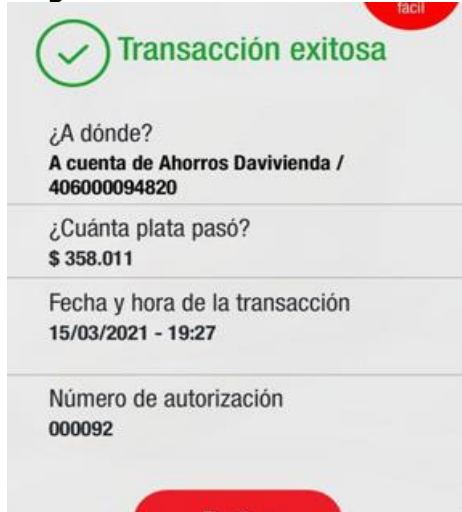 fácil
Transacción exitosa
¿A dónde?
A cuenta de Ahorros Davivienda /
406000094820
¿Cuánta plata pasó?
$ 358.011
Fecha y hora de la transacción
15/03/2021 - 19:27
Número de autorización
000092